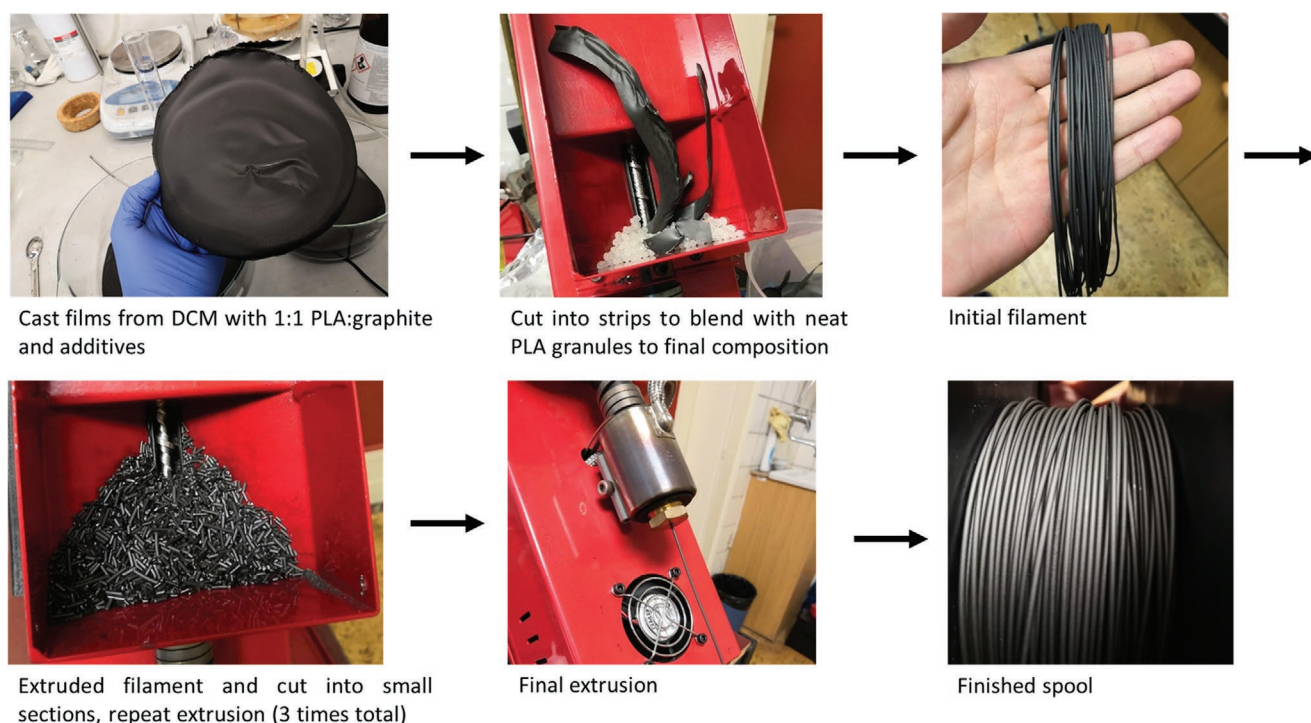 Cast films from DCM with 1:1 PLA:graphite
and additives
Cut into strips to blend with neat
PLA granules to final composition
Initial filament
Extruded filament and cut into small
sections, repeat extrusion (3 times total)
Final extrusion
Finished spool